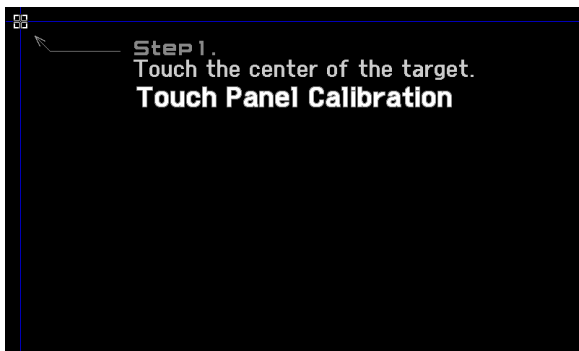 Step1.
Touch the center of the target.
Touch Panel Calibration